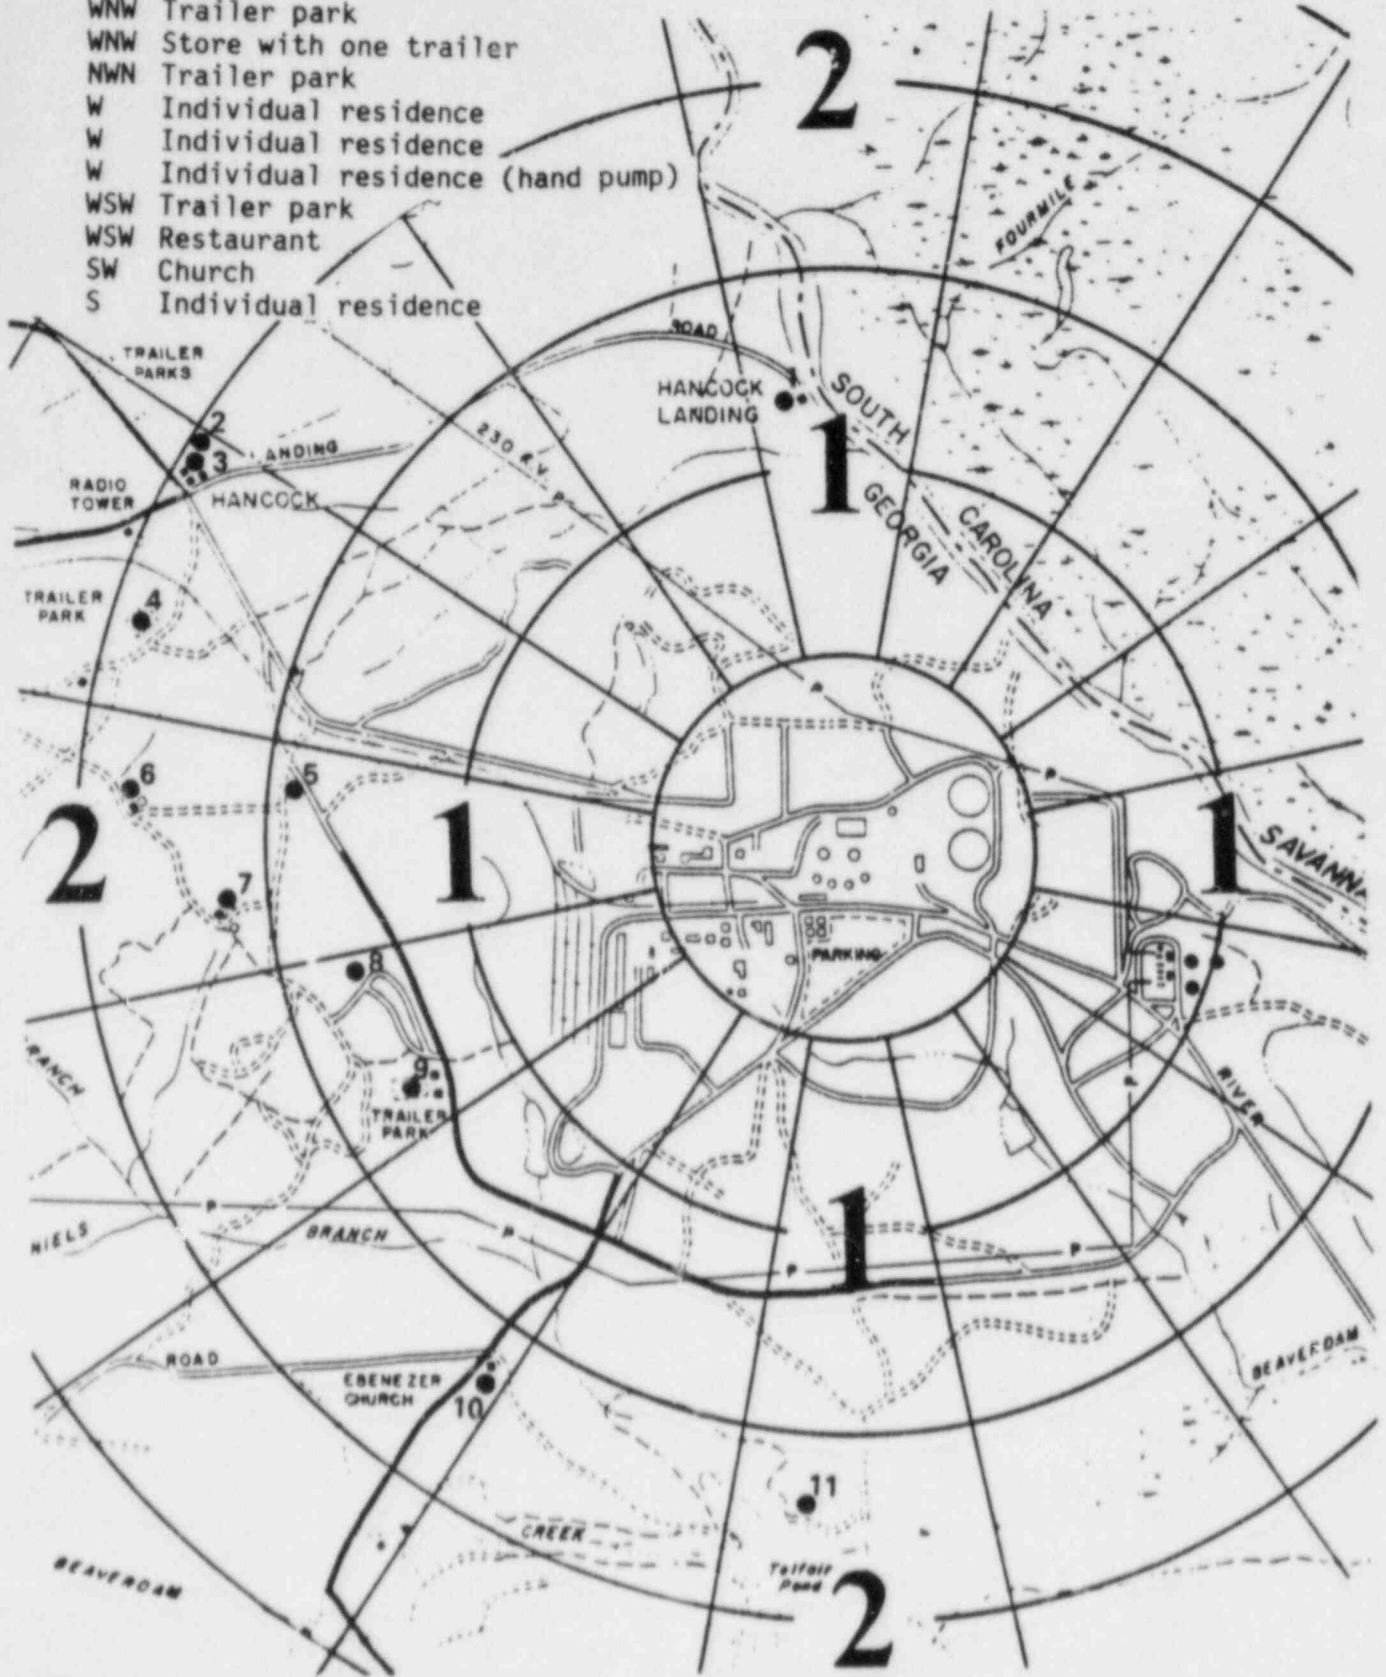 WNW Trailer park
WNW Store with one trailer
NWN Trailer park
W Individual residence
W Individual residence
W Individual residence (hand pump)
WSW Trailer park
WSW Restaurant
SW Church
S Individual residence
2
FOURMILE
ROAD
TRAILER
PARKS
HANCOCK
LANDING
1
SOUTH
2
3
ANDING
230 K.V.
P
1
RADIO
TOWER
HANCOCK
GEORGIA
CAROLINA
TRAILER
PARK
4
P
6
5
P
2
1
1
SAVANNA
7
8
PARKING
RANCH
9
TRAILER
PARK
P
RIVER
P
NIELS
BRANCH
P
1
P
P
ROAD
EBENEZER
CHURCH
10
BEAVERDAM
11
CREEK
BEAVERDAM
Telfair
Pond
2